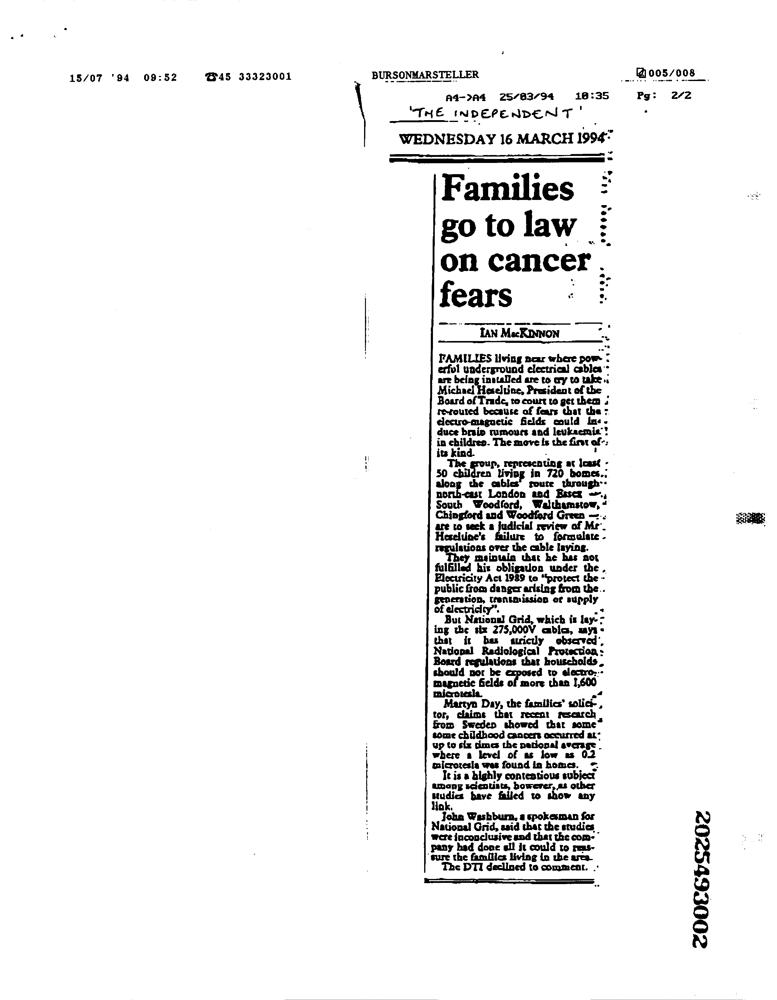 15/07 '94 09:52 ☎45 33323001 BURSONMARSTELLER 005/008
A4->A4 25/03/94 10:35 Pg: 2/2
'THE INDEPENDENT'
WEDNESDAY 16 MARCH 1994
Families
go to law
on cancer
fears
IAN MacKINNON
FAMILIES living near where pow-
erful underground electrical cables
are being installed are to try to take
Michael Heseltine, President of the
Board of Trade, to court to get them
re-routed because of fears that the
electro-magnetic fields could in-
duce brain tumours and leukaemia
in children. The move is the first of
its kind.
The group, representing at least
50 children living in 720 homes
along the cables' route through
north-east London and Essex —
South Woodford, Walthamstow,
Chingford and Woodford Green —
are to seek a judicial review of Mr
Heseltine's failure to formulate
regulations over the cable laying.
They maintain that he has not
fulfilled his obligation under the
Electricity Act 1989 to "protect the
public from danger arising from the
generation, transmission or supply
of electricity".
But National Grid, which is lay-
ing the six 275,000V cables, says
that it has strictly observed
National Radiological Protection
Board regulations that households
should not be exposed to electro-
magnetic fields of more than 1,600
microtesla.
Martyn Day, the families' solici-
tor, claims that recent research
from Sweden showed that some
some childhood cancers occurred at
up to six times the national average
where a level of as low as 0.2
microtesla was found in homes.
It is a highly contentious subject
among scientists, however, as other
studies have failed to show any
link.
John Washburn, a spokesman for
National Grid, said that the studies
were inconclusive and that the com-
pany had done all it could to reas-
sure the families living in the area.
The DTI declined to comment.
2025493002